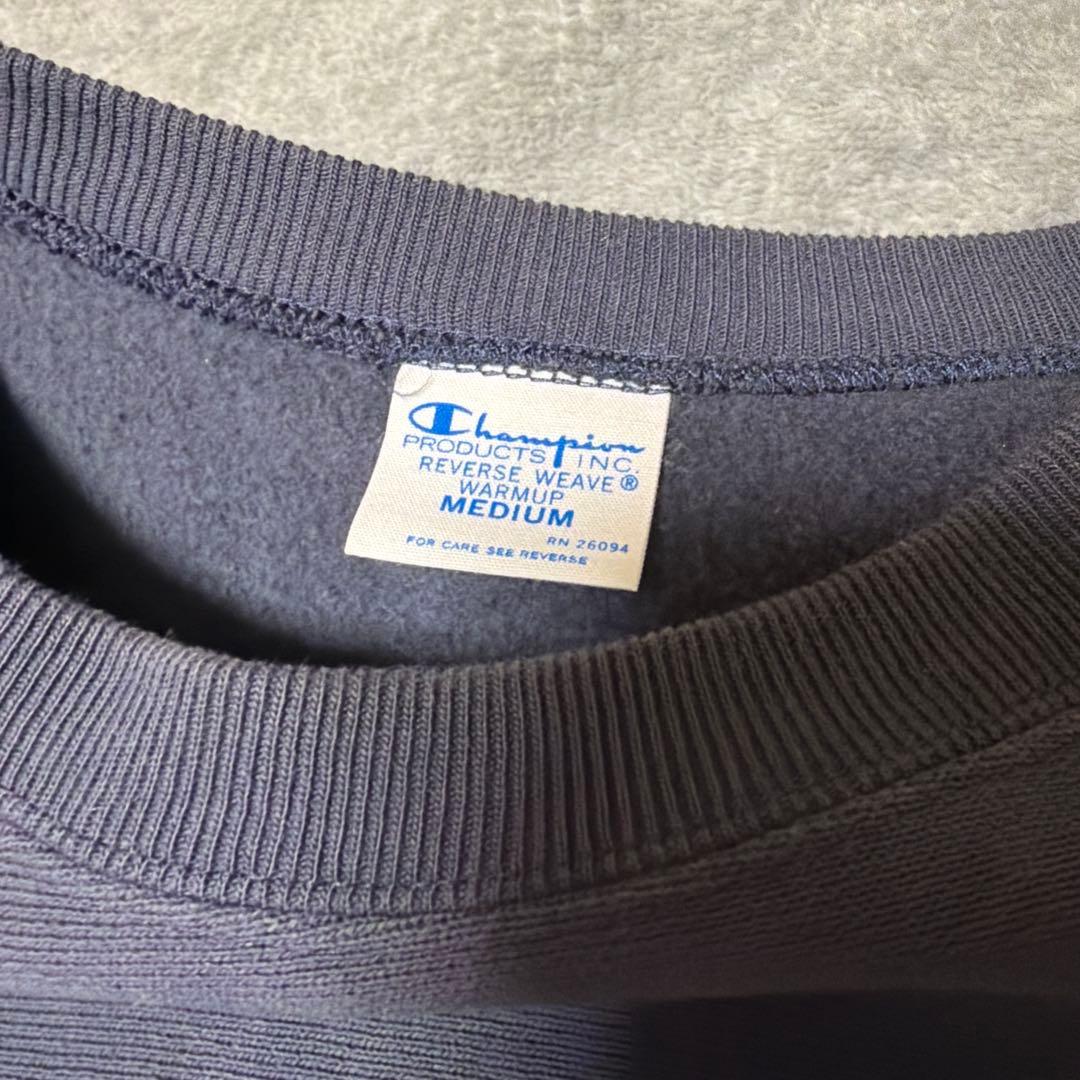 Champion
PRODUCTS INC.
REVERSE WEAVE®
WARMUP
MEDIUM
RN 26094
FOR CARE SEE REVERSE